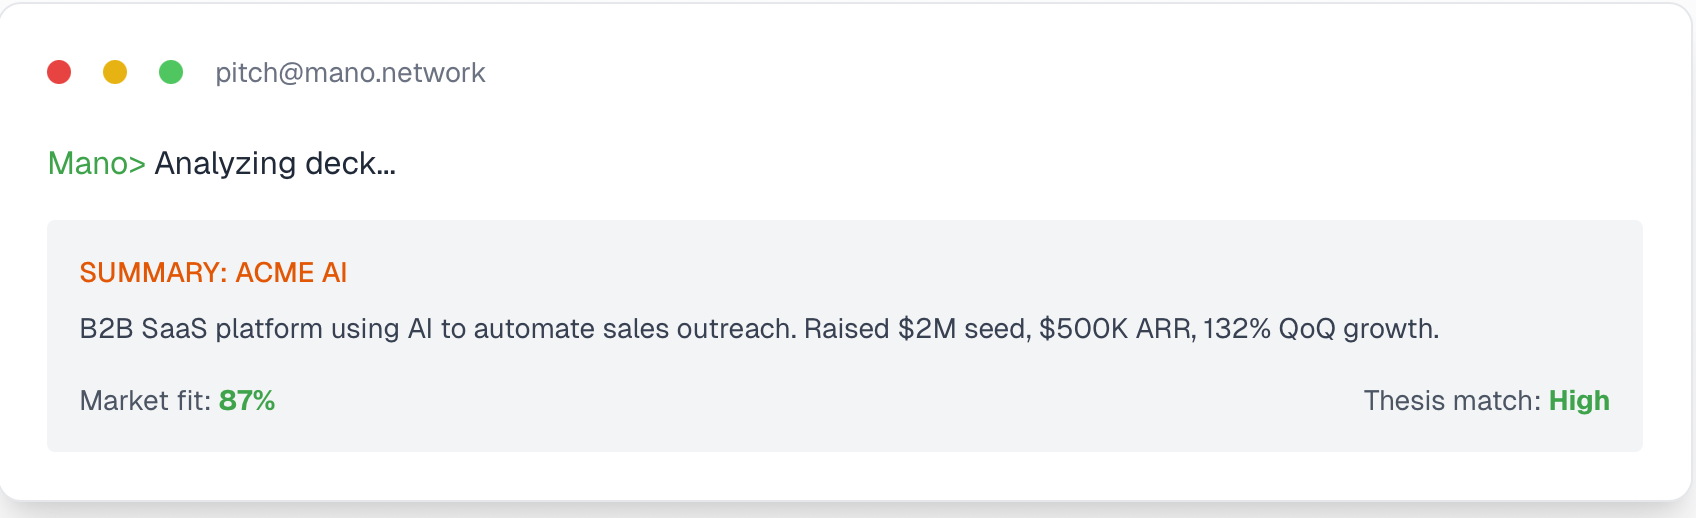 pitch@mano.network
Mano> Analyzing deck...
SUMMARY: ACME AI
B2B SaaS platform using AI to automate sales outreach. Raised $2M seed, $500K ARR, 132% QoQ growth.
Market fit: 87% Thesis match: High